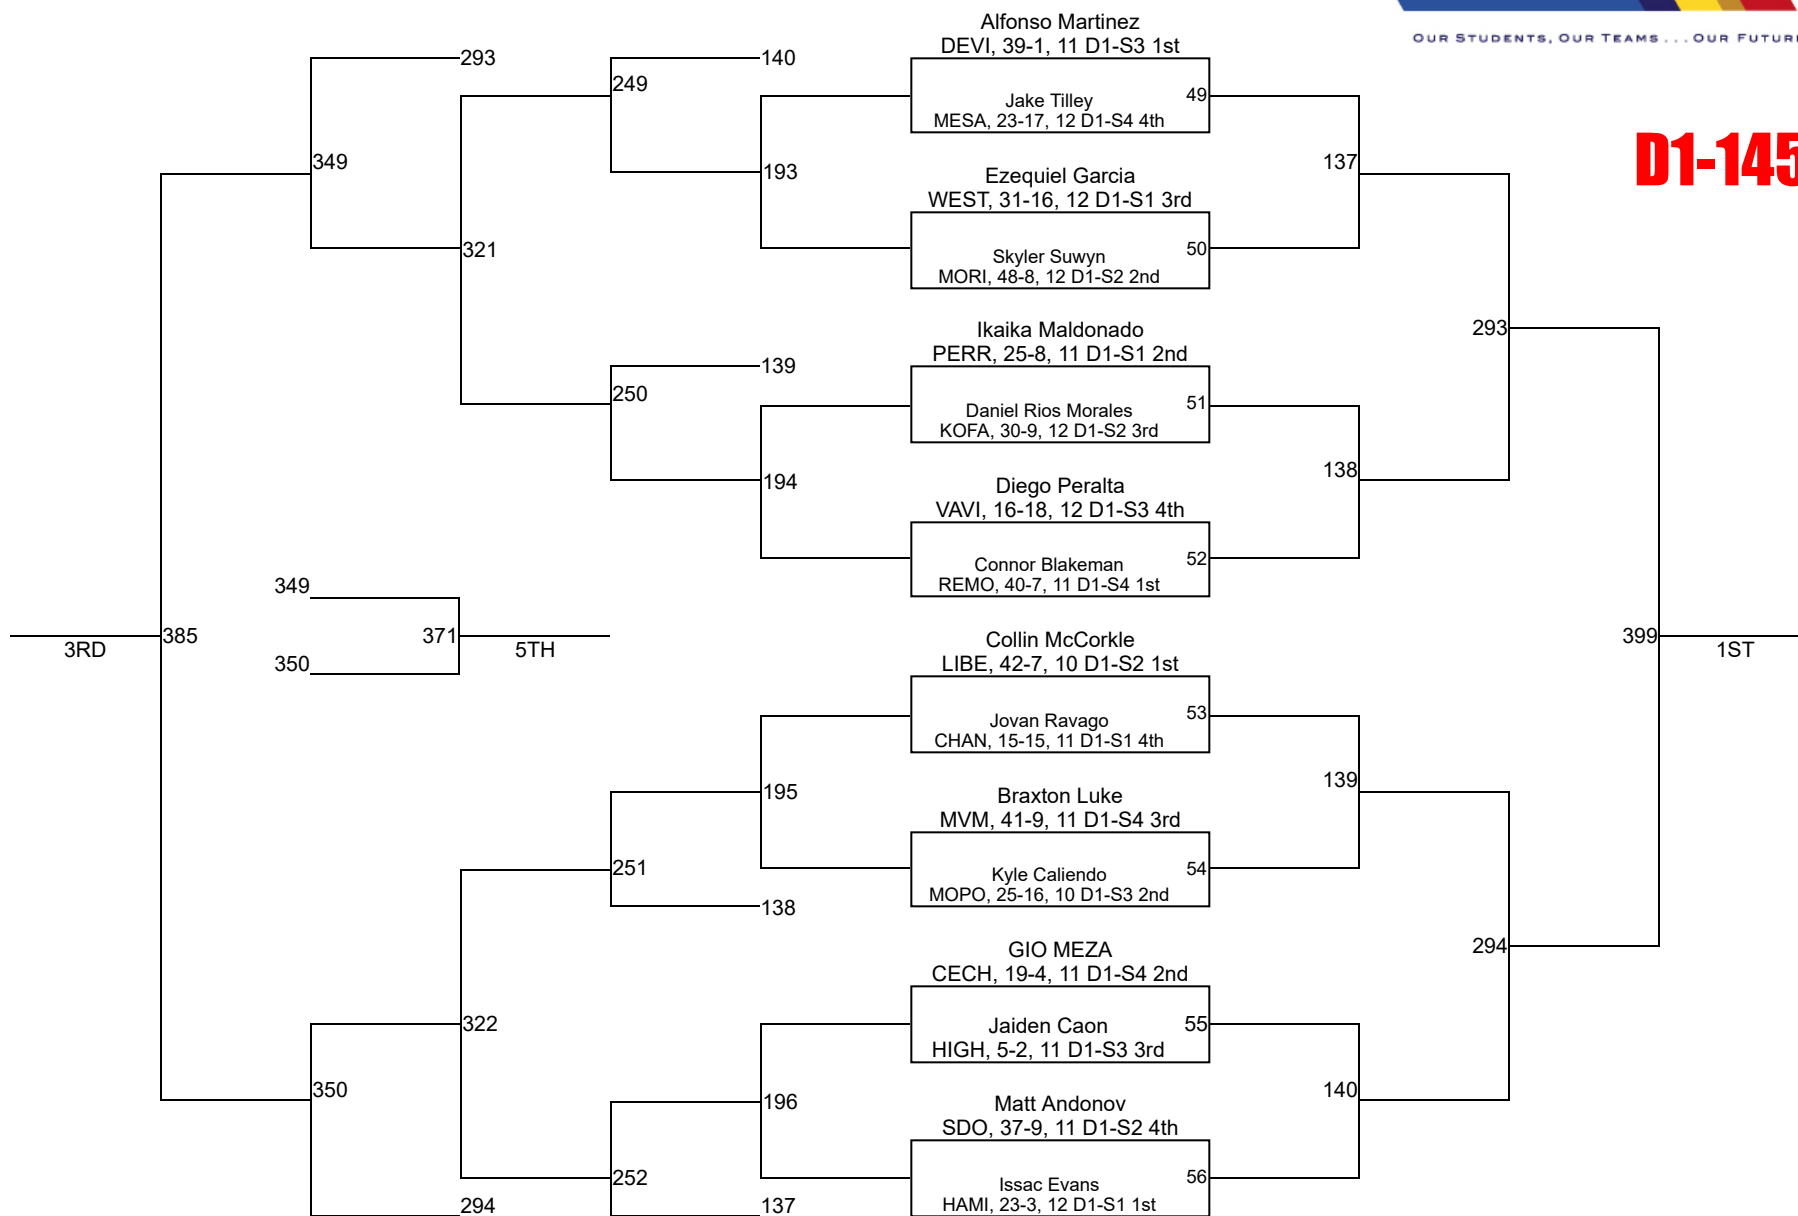 OUR STUDENTS, OUR TEAMS . . . OUR FUTURE
D1-145
Alfonso Martinez
DEVI, 39-1, 11 D1-S3 1st
293
140
249
Jake Tilley
49
MESA, 23-17, 12 D1-S4 4th
349
193
137
Ezequiel Garcia
WEST, 31-16, 12 D1-S1 3rd
321
Skyler Suwyn
50
MORI, 48-8, 12 D1-S2 2nd
Ikaika Maldonado
293
PERR, 25-8, 11 D1-S1 2nd
139
250
Daniel Rios Morales
51
KOFA, 30-9, 12 D1-S2 3rd
194
138
Diego Peralta
VAVI, 16-18, 12 D1-S3 4th
Connor Blakeman
52
REMO, 40-7, 11 D1-S4 1st
349
3RD
385
371
5TH
350
399
1ST
Collin McCorkle
LIBE, 42-7, 10 D1-S2 1st
Jovan Ravago
53
CHAN, 15-15, 11 D1-S1 4th
195
139
Braxton Luke
MVM, 41-9, 11 D1-S4 3rd
251
Kyle Caliendo
54
MOPO, 25-16, 10 D1-S3 2nd
138
GIO MEZA
294
CECH, 19-4, 11 D1-S4 2nd
322
Jaiden Caon
55
HIGH, 5-2, 11 D1-S3 3rd
350
196
140
Matt Andonov
SDO, 37-9, 11 D1-S2 4th
252
Issac Evans
56
HAMI, 23-3, 12 D1-S1 1st
294
137